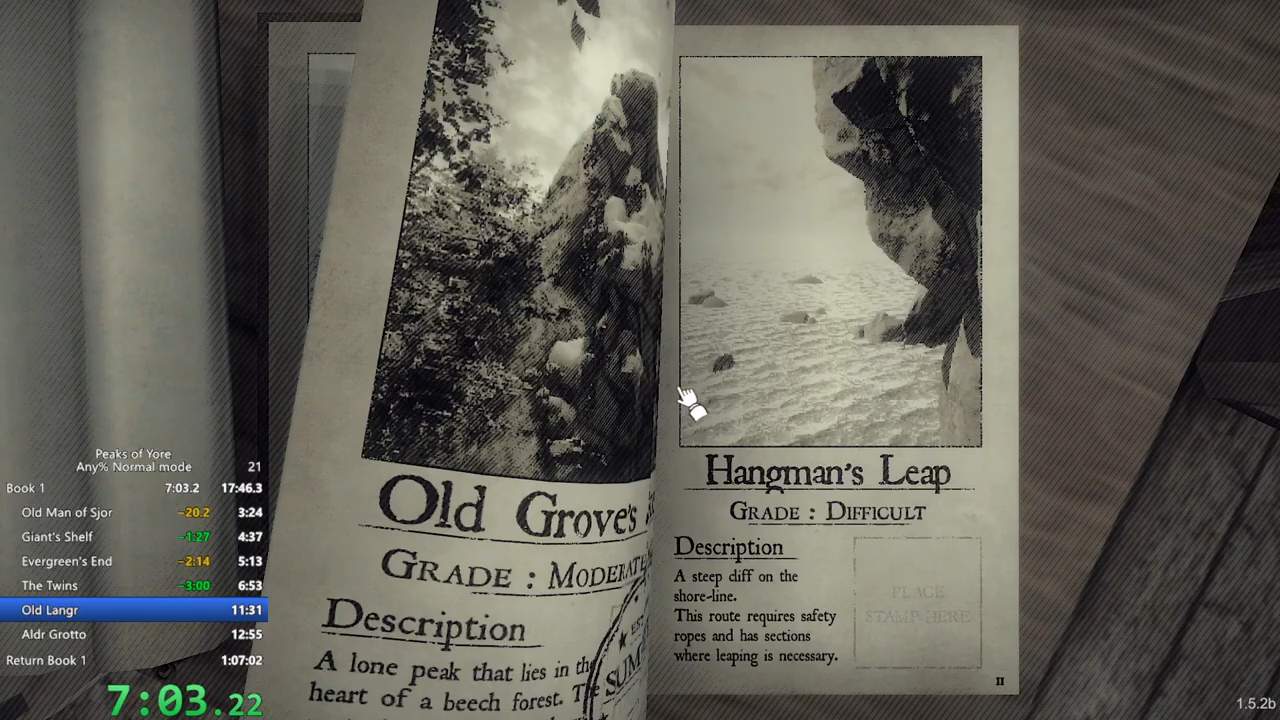 Peaks of Yore
Any% Normal mode 21
Book 1 7:03.2 17:46.3
Old Man of Sjor -20.2 3:24
Giant's Shelf -1:27 4:37
Evergreen's End -2:14 5:13
The Twins -3:00 6:53
Old Langr 11:31
Aldr Grotto 12:55
Return Book 1 1:07:02
7:03.22
Old Grove's
GRADE : MODERATE
Description
A lone peak that lies in the
heart of a beech forest. The
SUM
Hangman's Leap
GRADE : DIFFICULT
Description
A steep cliff on the
shore-line.
This route requires safety
ropes and has sections
where leaping is necessary.
PLACE
STAMP HERE
II
1.5.2b